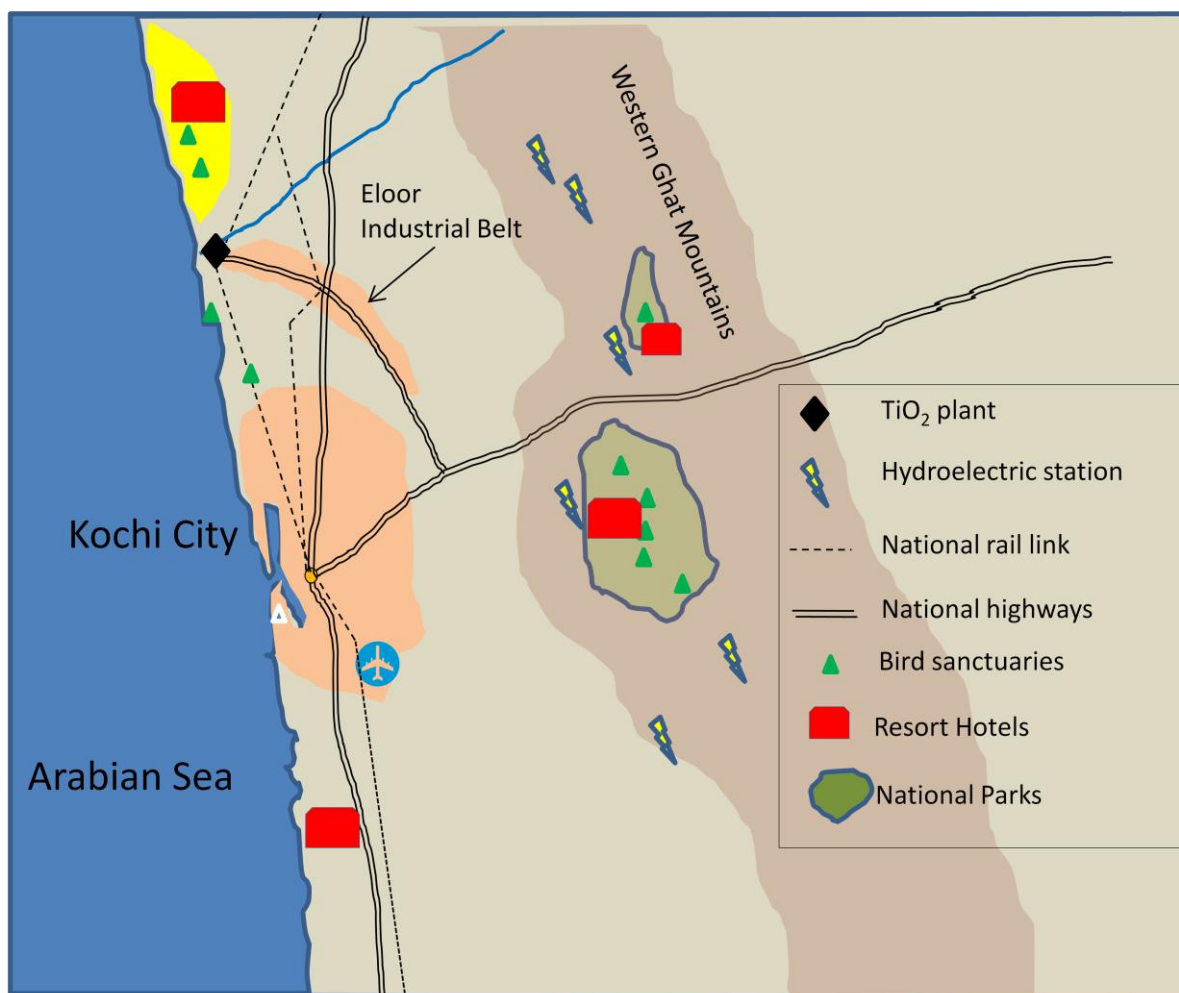 Eloor
Industrial Belt
Western Ghat Mountains
Kochi City
Arabian Sea
TiO₂ plant
Hydroelectric station
National rail link
National highways
Bird sanctuaries
Resort Hotels
National Parks